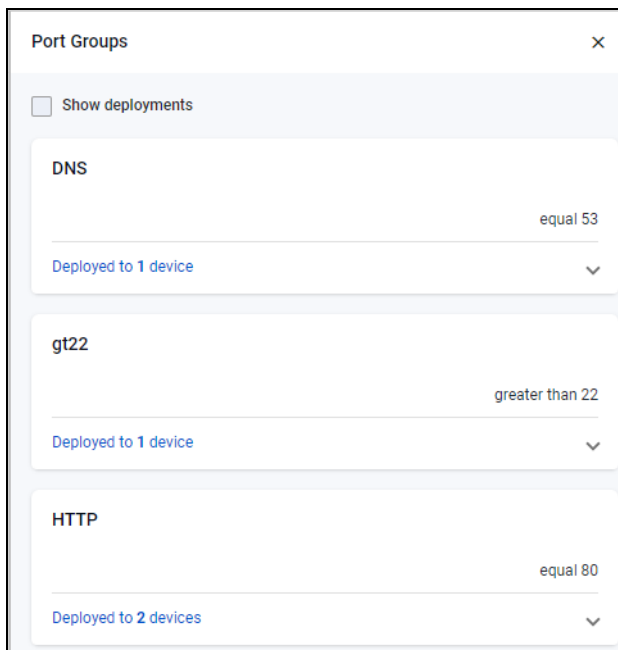 Port Groups
Show deployments
DNS
equal 53
Deployed to 1 device
gt22
greater than 22
Deployed to 1 device
HTTP
equal 80
Deployed to 2 devices